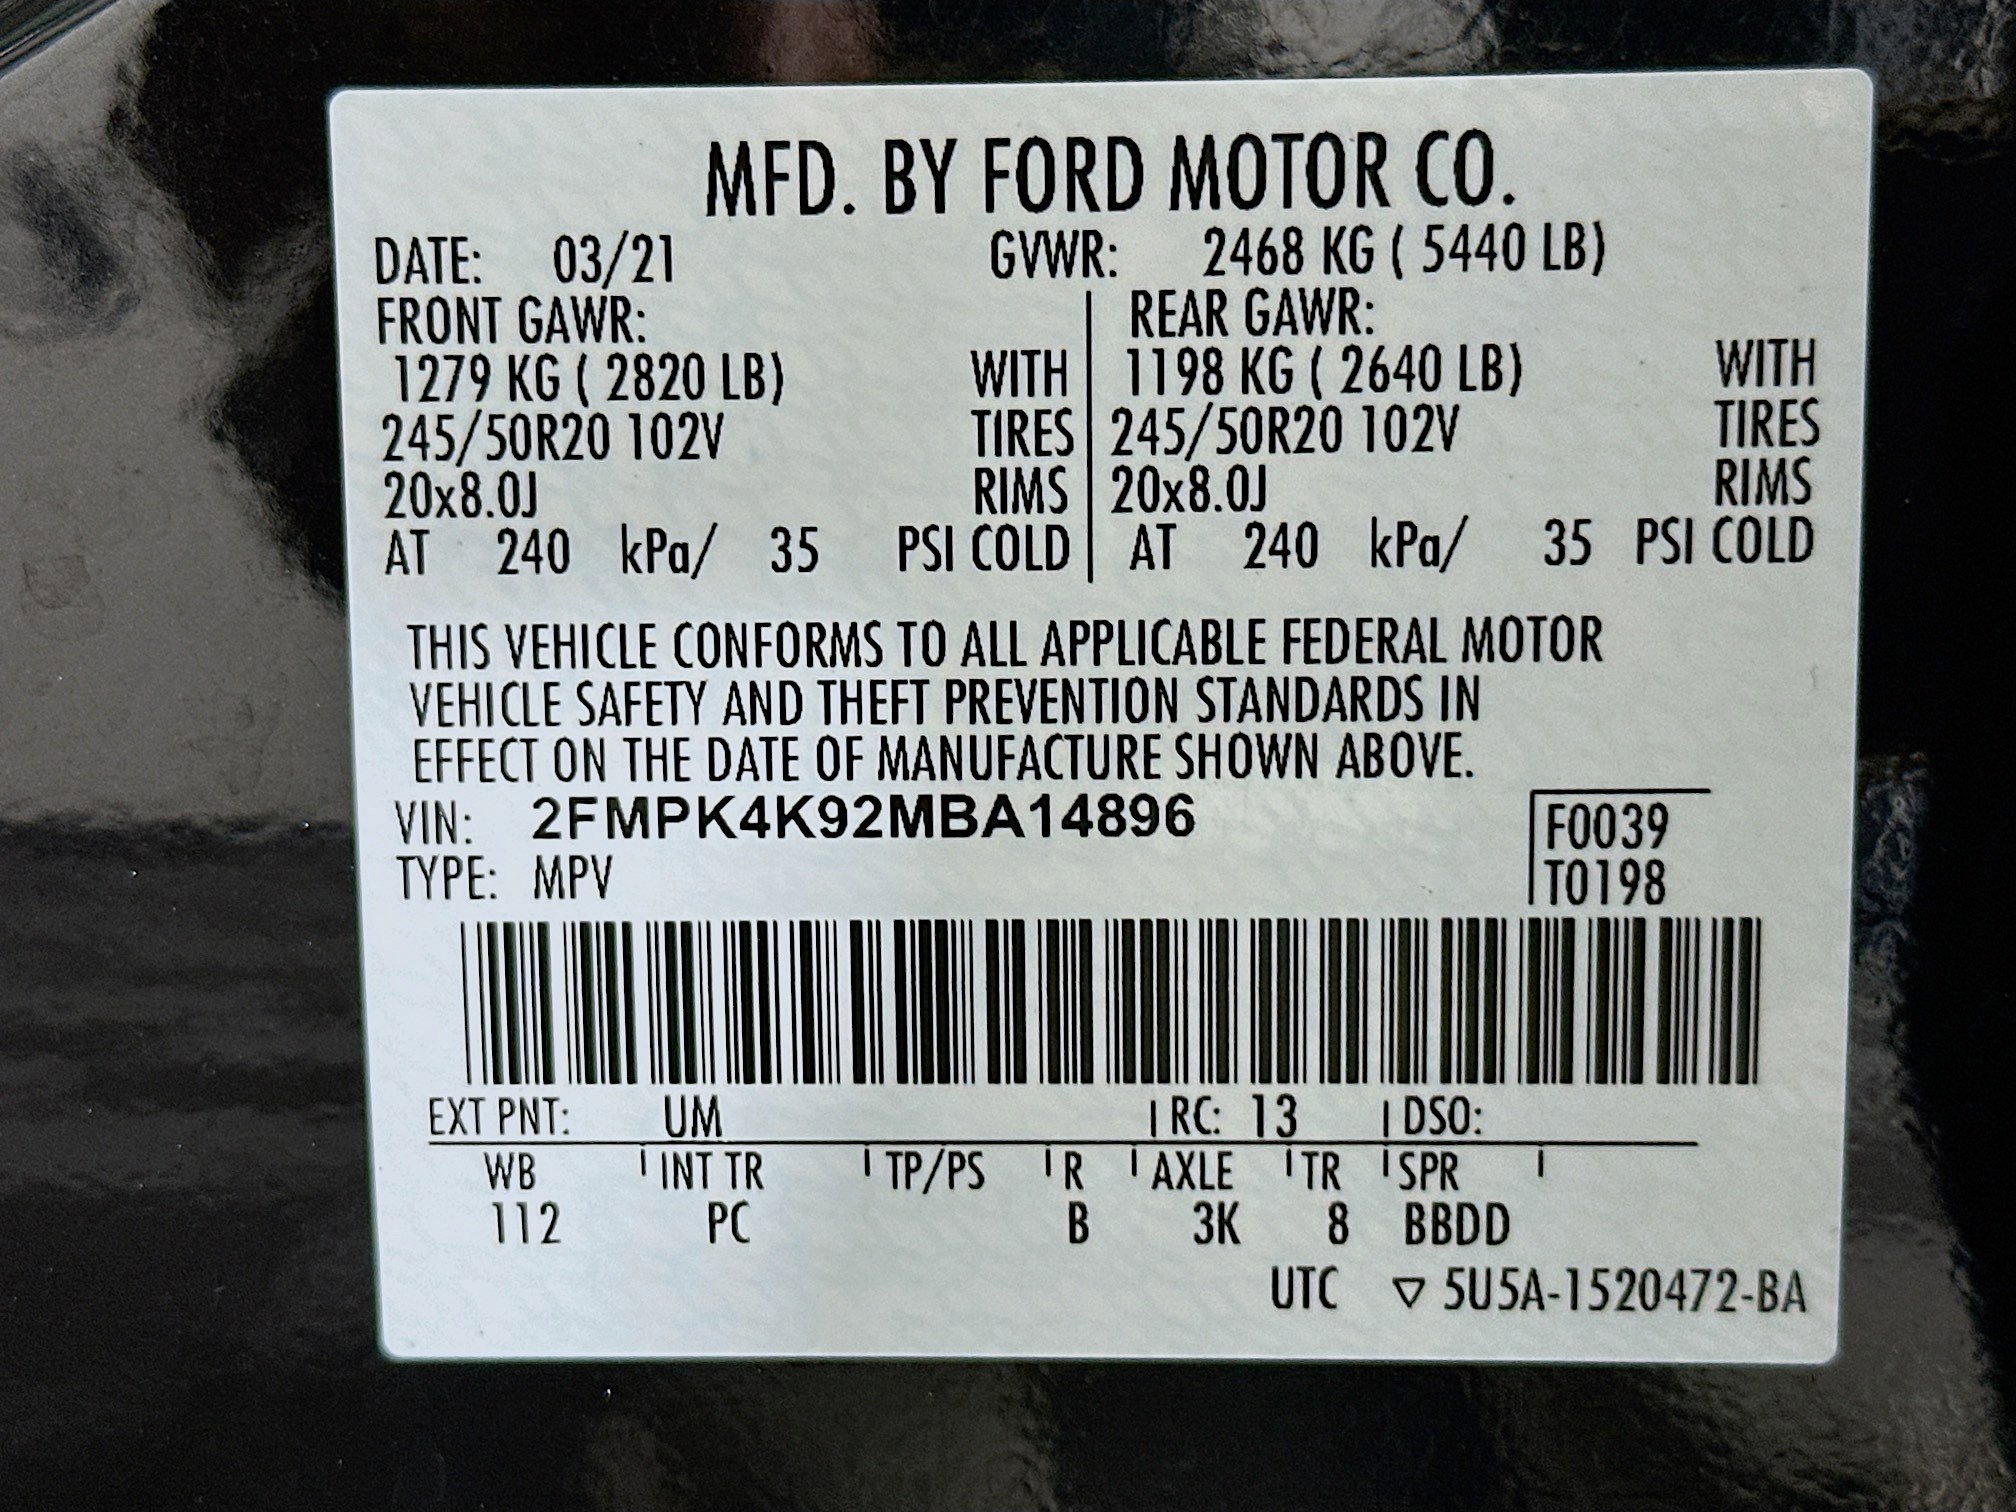 MFD. BY FORD MOTOR CO.
DATE: 03/21 GVWR: 2468 KG ( 5440 LB)
FRONT GAWR: REAR GAWR:
1279 KG ( 2820 LB) WITH 1198 KG ( 2640 LB) WITH
245/50R20 102V TIRES 245/50R20 102V TIRES
20x8.0J RIMS 20x8.0J RIMS
AT 240 kPa/ 35 PSI COLD AT 240 kPa/ 35 PSI COLD
THIS VEHICLE CONFORMS TO ALL APPLICABLE FEDERAL MOTOR
VEHICLE SAFETY AND THEFT PREVENTION STANDARDS IN
EFFECT ON THE DATE OF MANUFACTURE SHOWN ABOVE.
VIN: 2FMPK4K92MBA14896 F0039
TYPE: MPV T0198
EXT PNT: UM RC: 13 DSO:
WB INT TR TP/PS R AXLE TR SPR
112 PC B 3K 8 BBDD
UTC ▽ 5U5A-1520472-BA